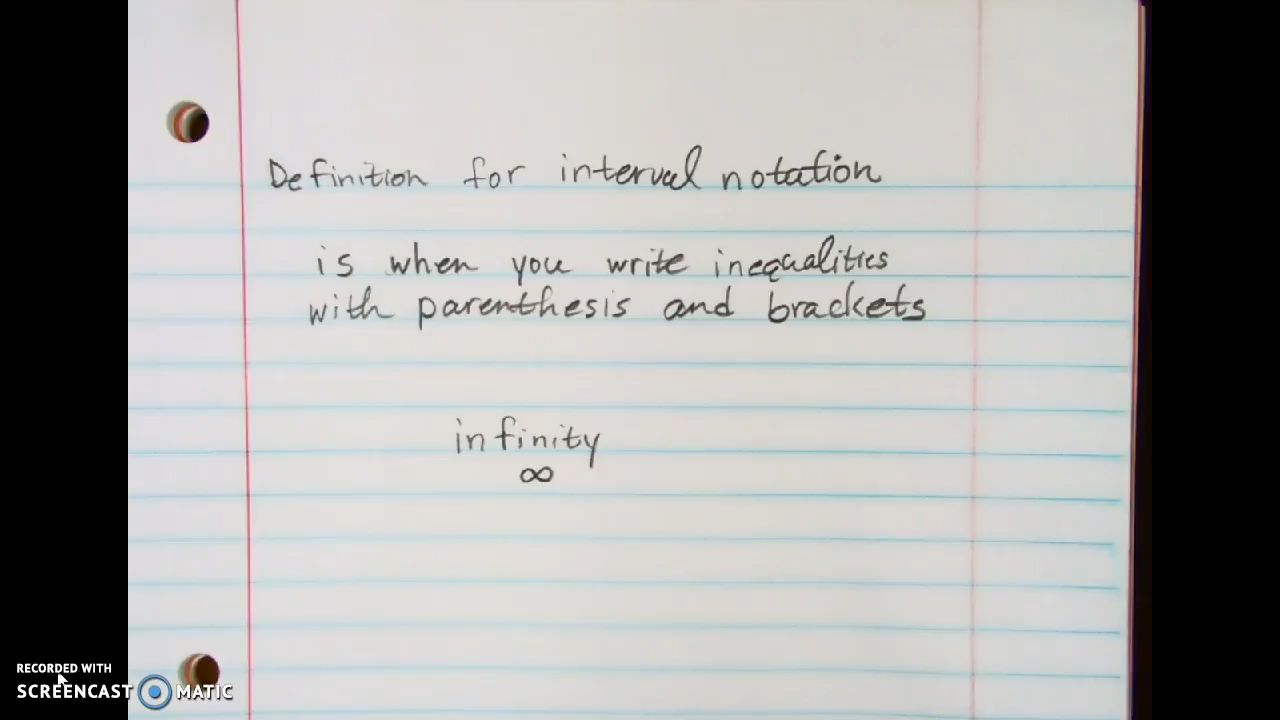 Definition for interval notation
is when you write inequalities
with parenthesis and brackets
infinity
∞
RECORDED WITH
SCREENCAST MATIC